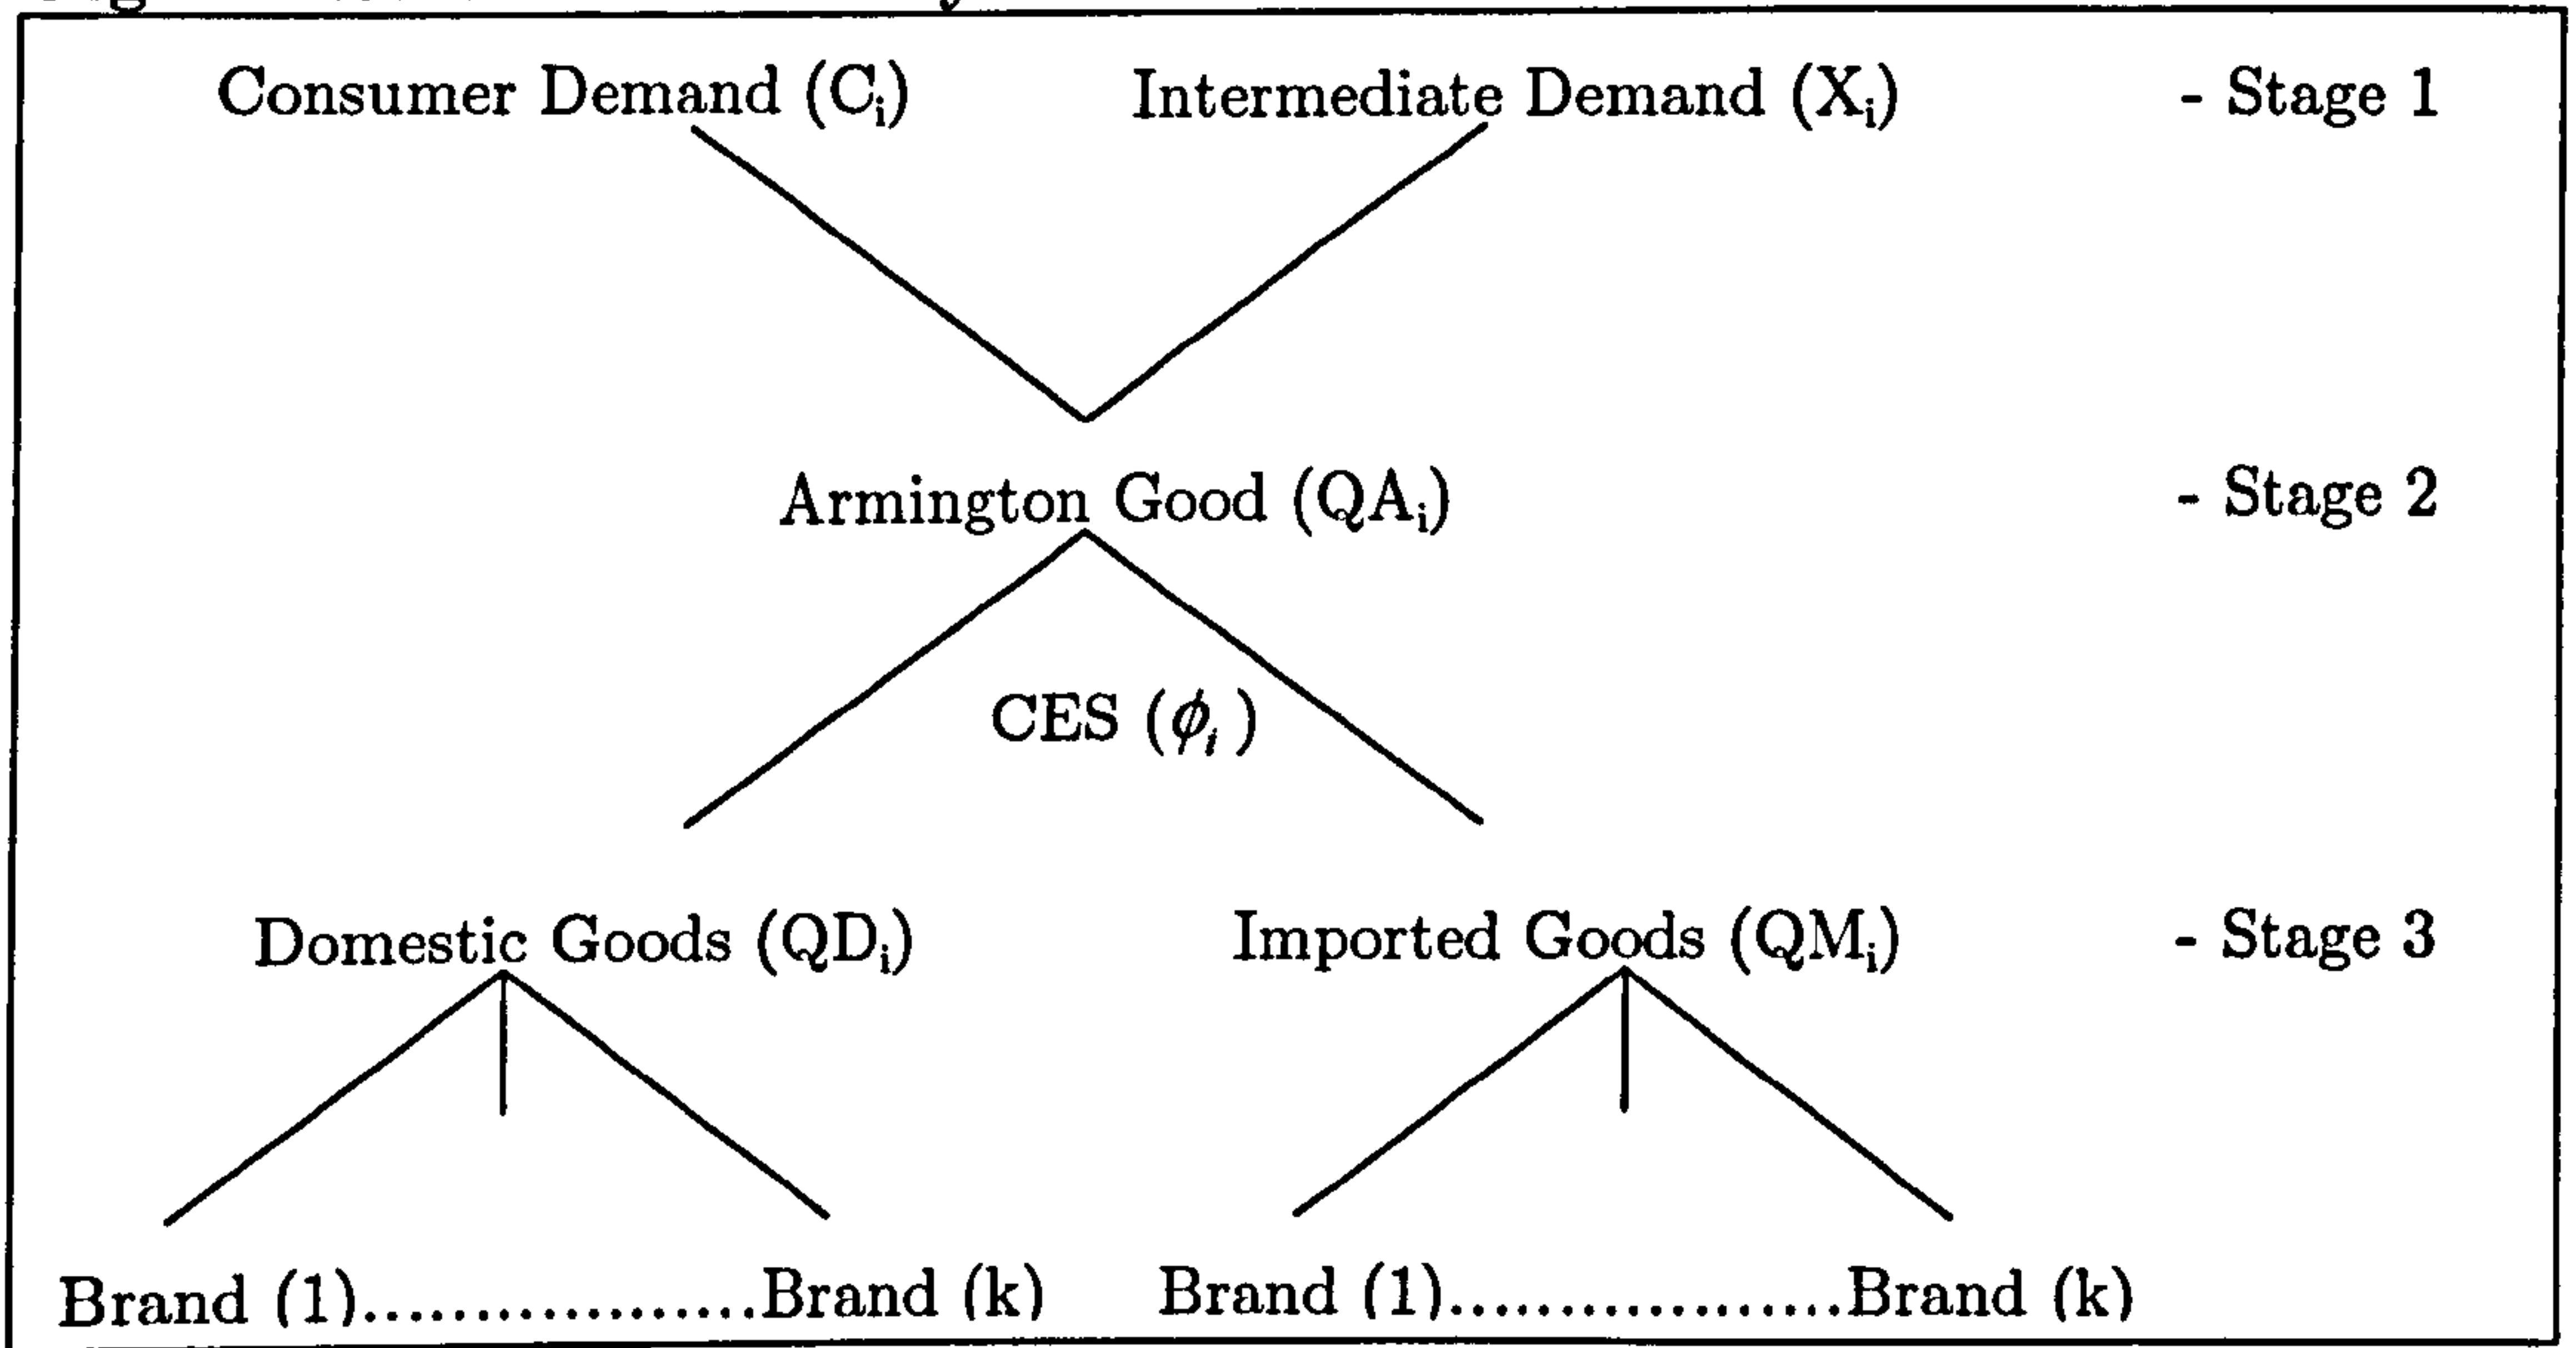 Consumer Demand (Cᵢ) Intermediate Demand (Xᵢ) - Stage 1
Armington Good (QAᵢ) - Stage 2
CES (ϕᵢ)
Domestic Goods (QDᵢ) Imported Goods (QMᵢ) - Stage 3
Brand (1)..................Brand (k) Brand (1)..................Brand (k)